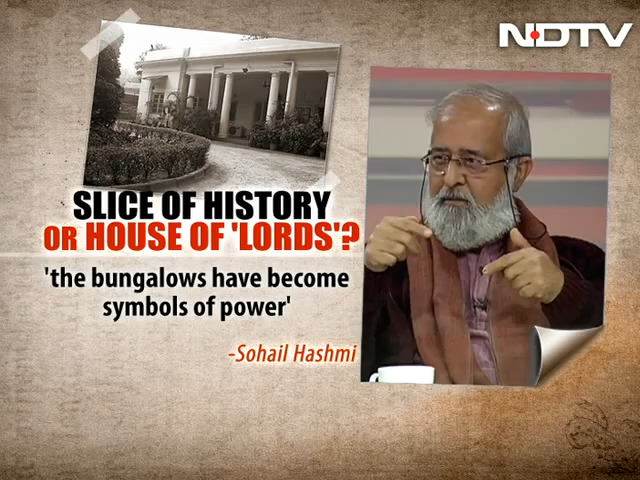 NDTV
SLICE OF HISTORY
OR HOUSE OF 'LORDS'?
'the bungalows have become
symbols of power'
-Sohail Hashmi